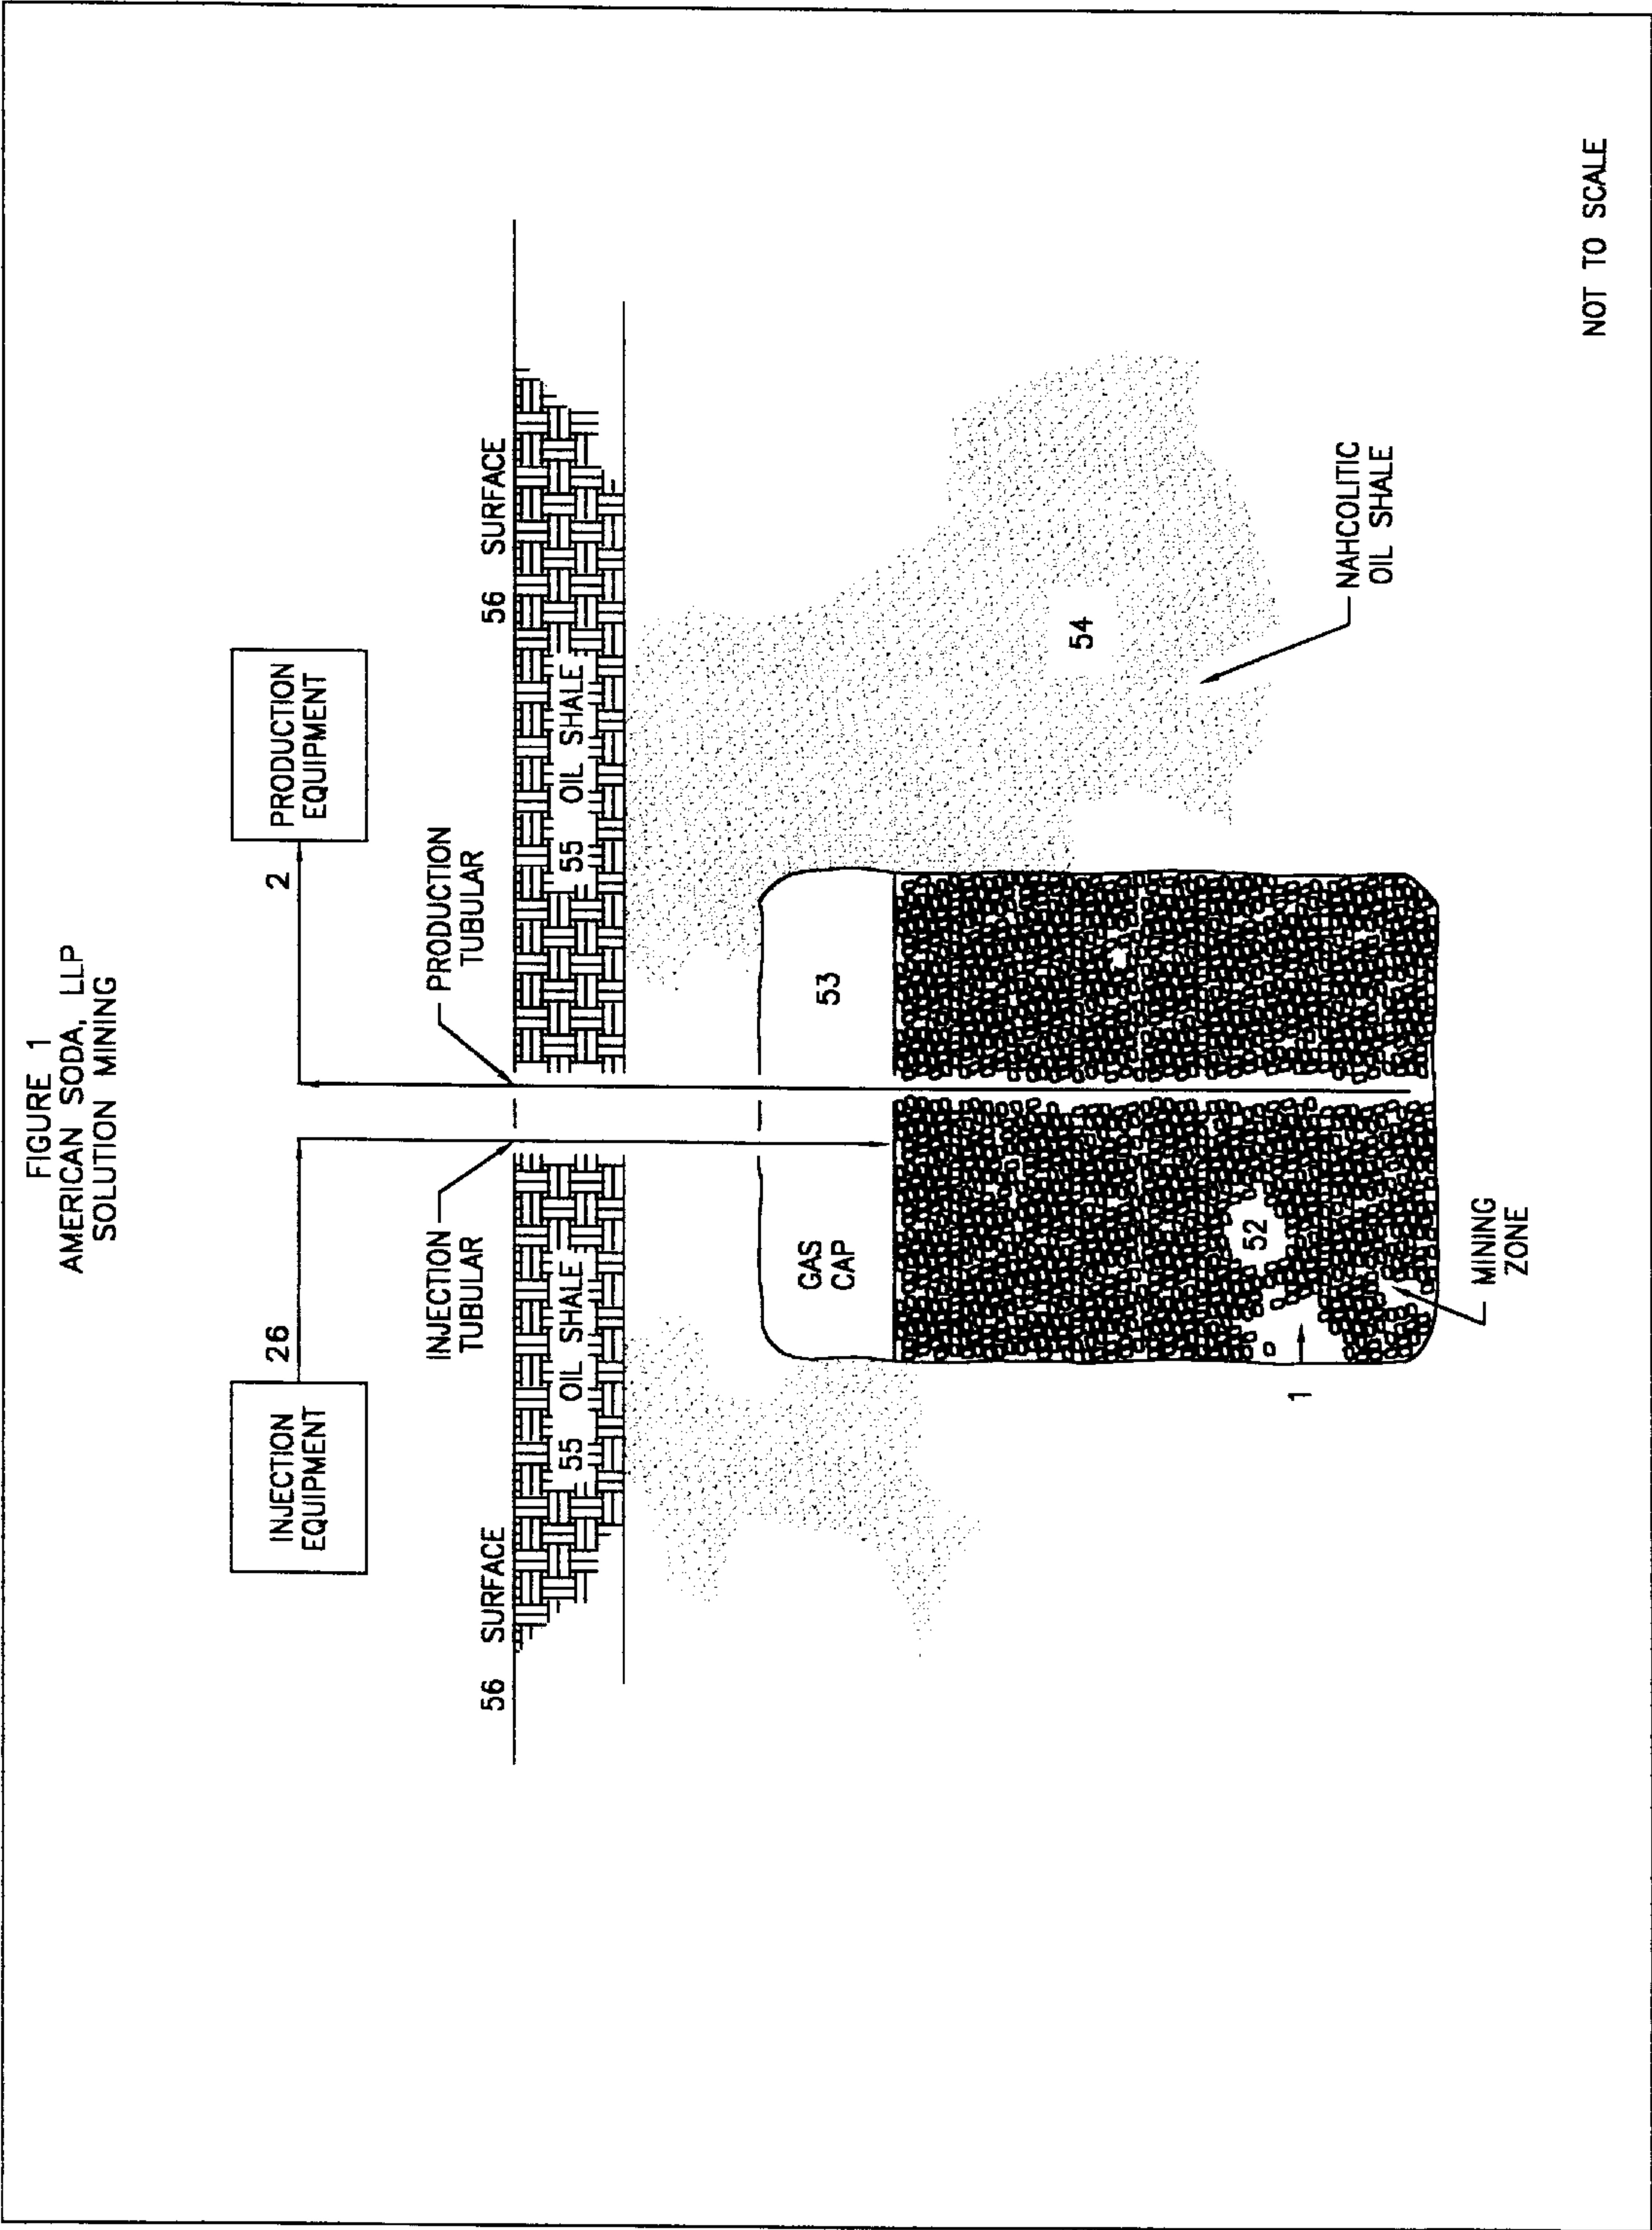 FIGURE 1
AMERICAN SODA, LLP
SOLUTION MINING
INJECTION
EQUIPMENT
26
2
PRODUCTION
EQUIPMENT
INJECTION
TUBULAR
PRODUCTION
TUBULAR
56 SURFACE
56 SURFACE
55 OIL SHALE
55 OIL SHALE
GAS
CAP
53
54
52
1
MINING
ZONE
NAHCOLITIC
OIL SHALE
NOT TO SCALE